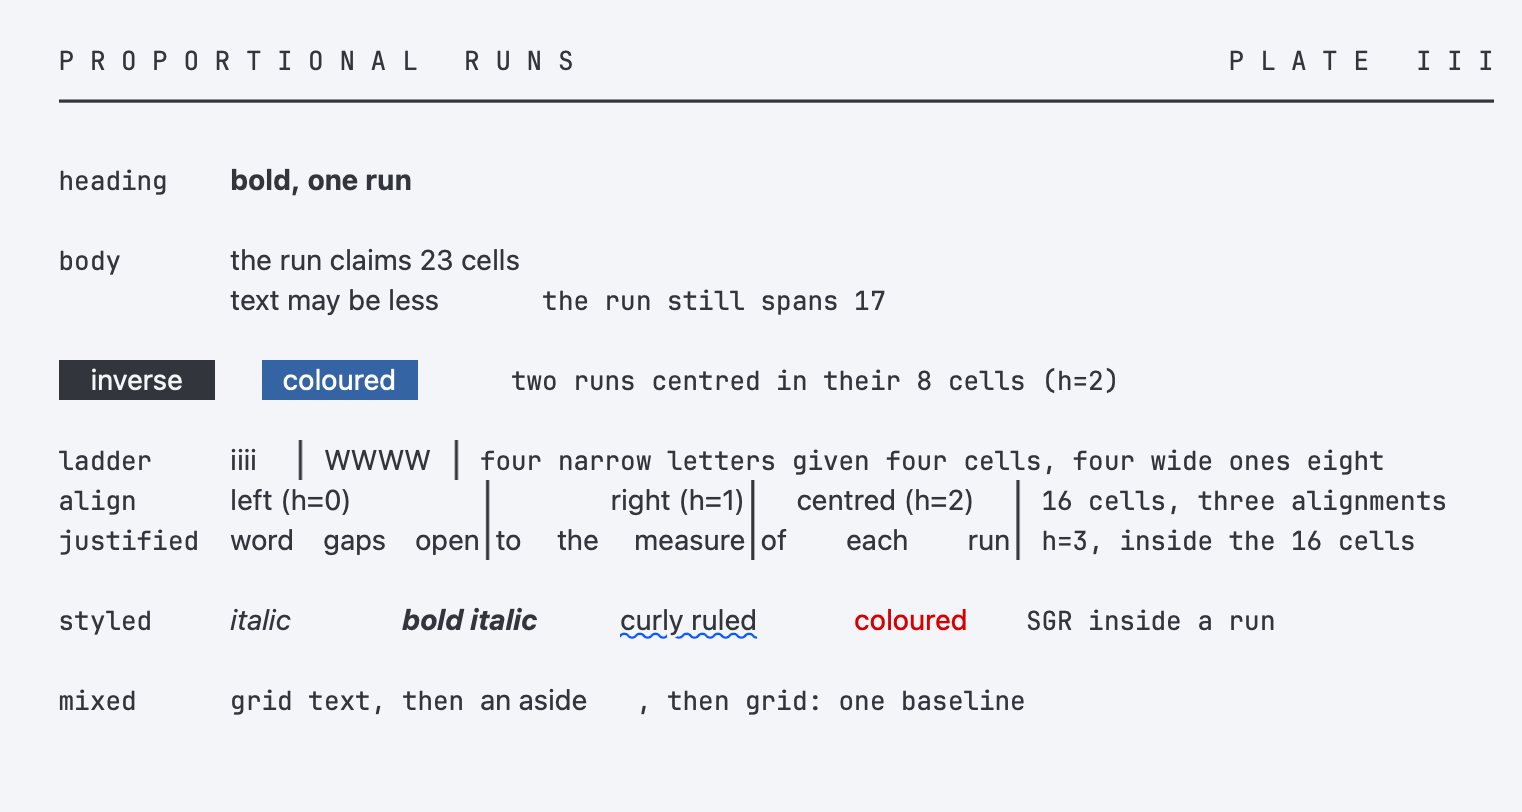 PROPORTIONAL RUNS PLATE III
heading bold, one run
body the run claims 23 cells
text may be less the run still spans 17
inverse coloured two runs centred in their 8 cells (h=2)
ladder iiii | WWWW | four narrow letters given four cells, four wide ones eight
align left (h=0) | right (h=1) | centred (h=2) | 16 cells, three alignments
justified word gaps open | to the measure | of each run | h=3, inside the 16 cells
styled italic bold italic curly ruled coloured SGR inside a run
mixed grid text, then an aside , then grid: one baseline